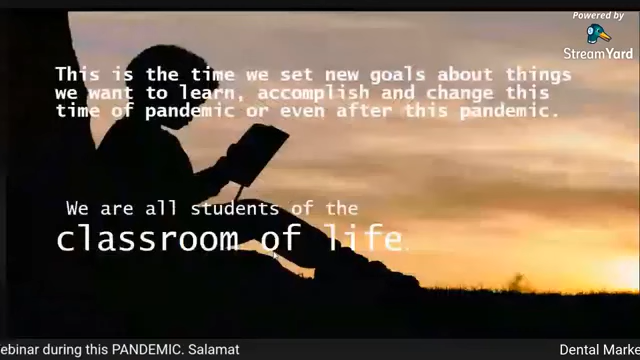 Powered by
StreamYard
This is the time we set new goals about things
we want to learn, accomplish and change this
time of pandemic or even after this pandemic.
We are all students of the
classroom of life.
ebinar during this PANDEMIC. Salamat
Dental Marke